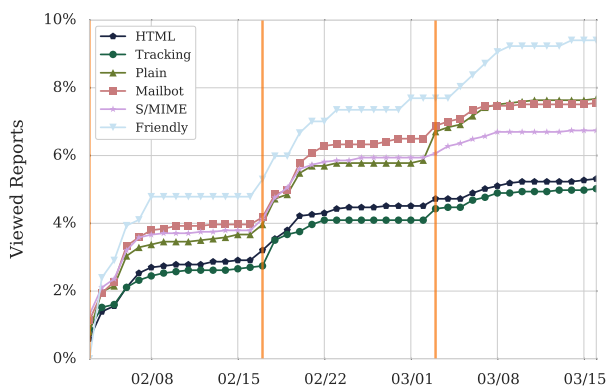 10%
8%
6%
4%
2%
0%
Viewed Reports
HTML
Tracking
Plain
Mailbot
S/MIME
Friendly
02/08
02/15
02/22
03/01
03/08
03/15